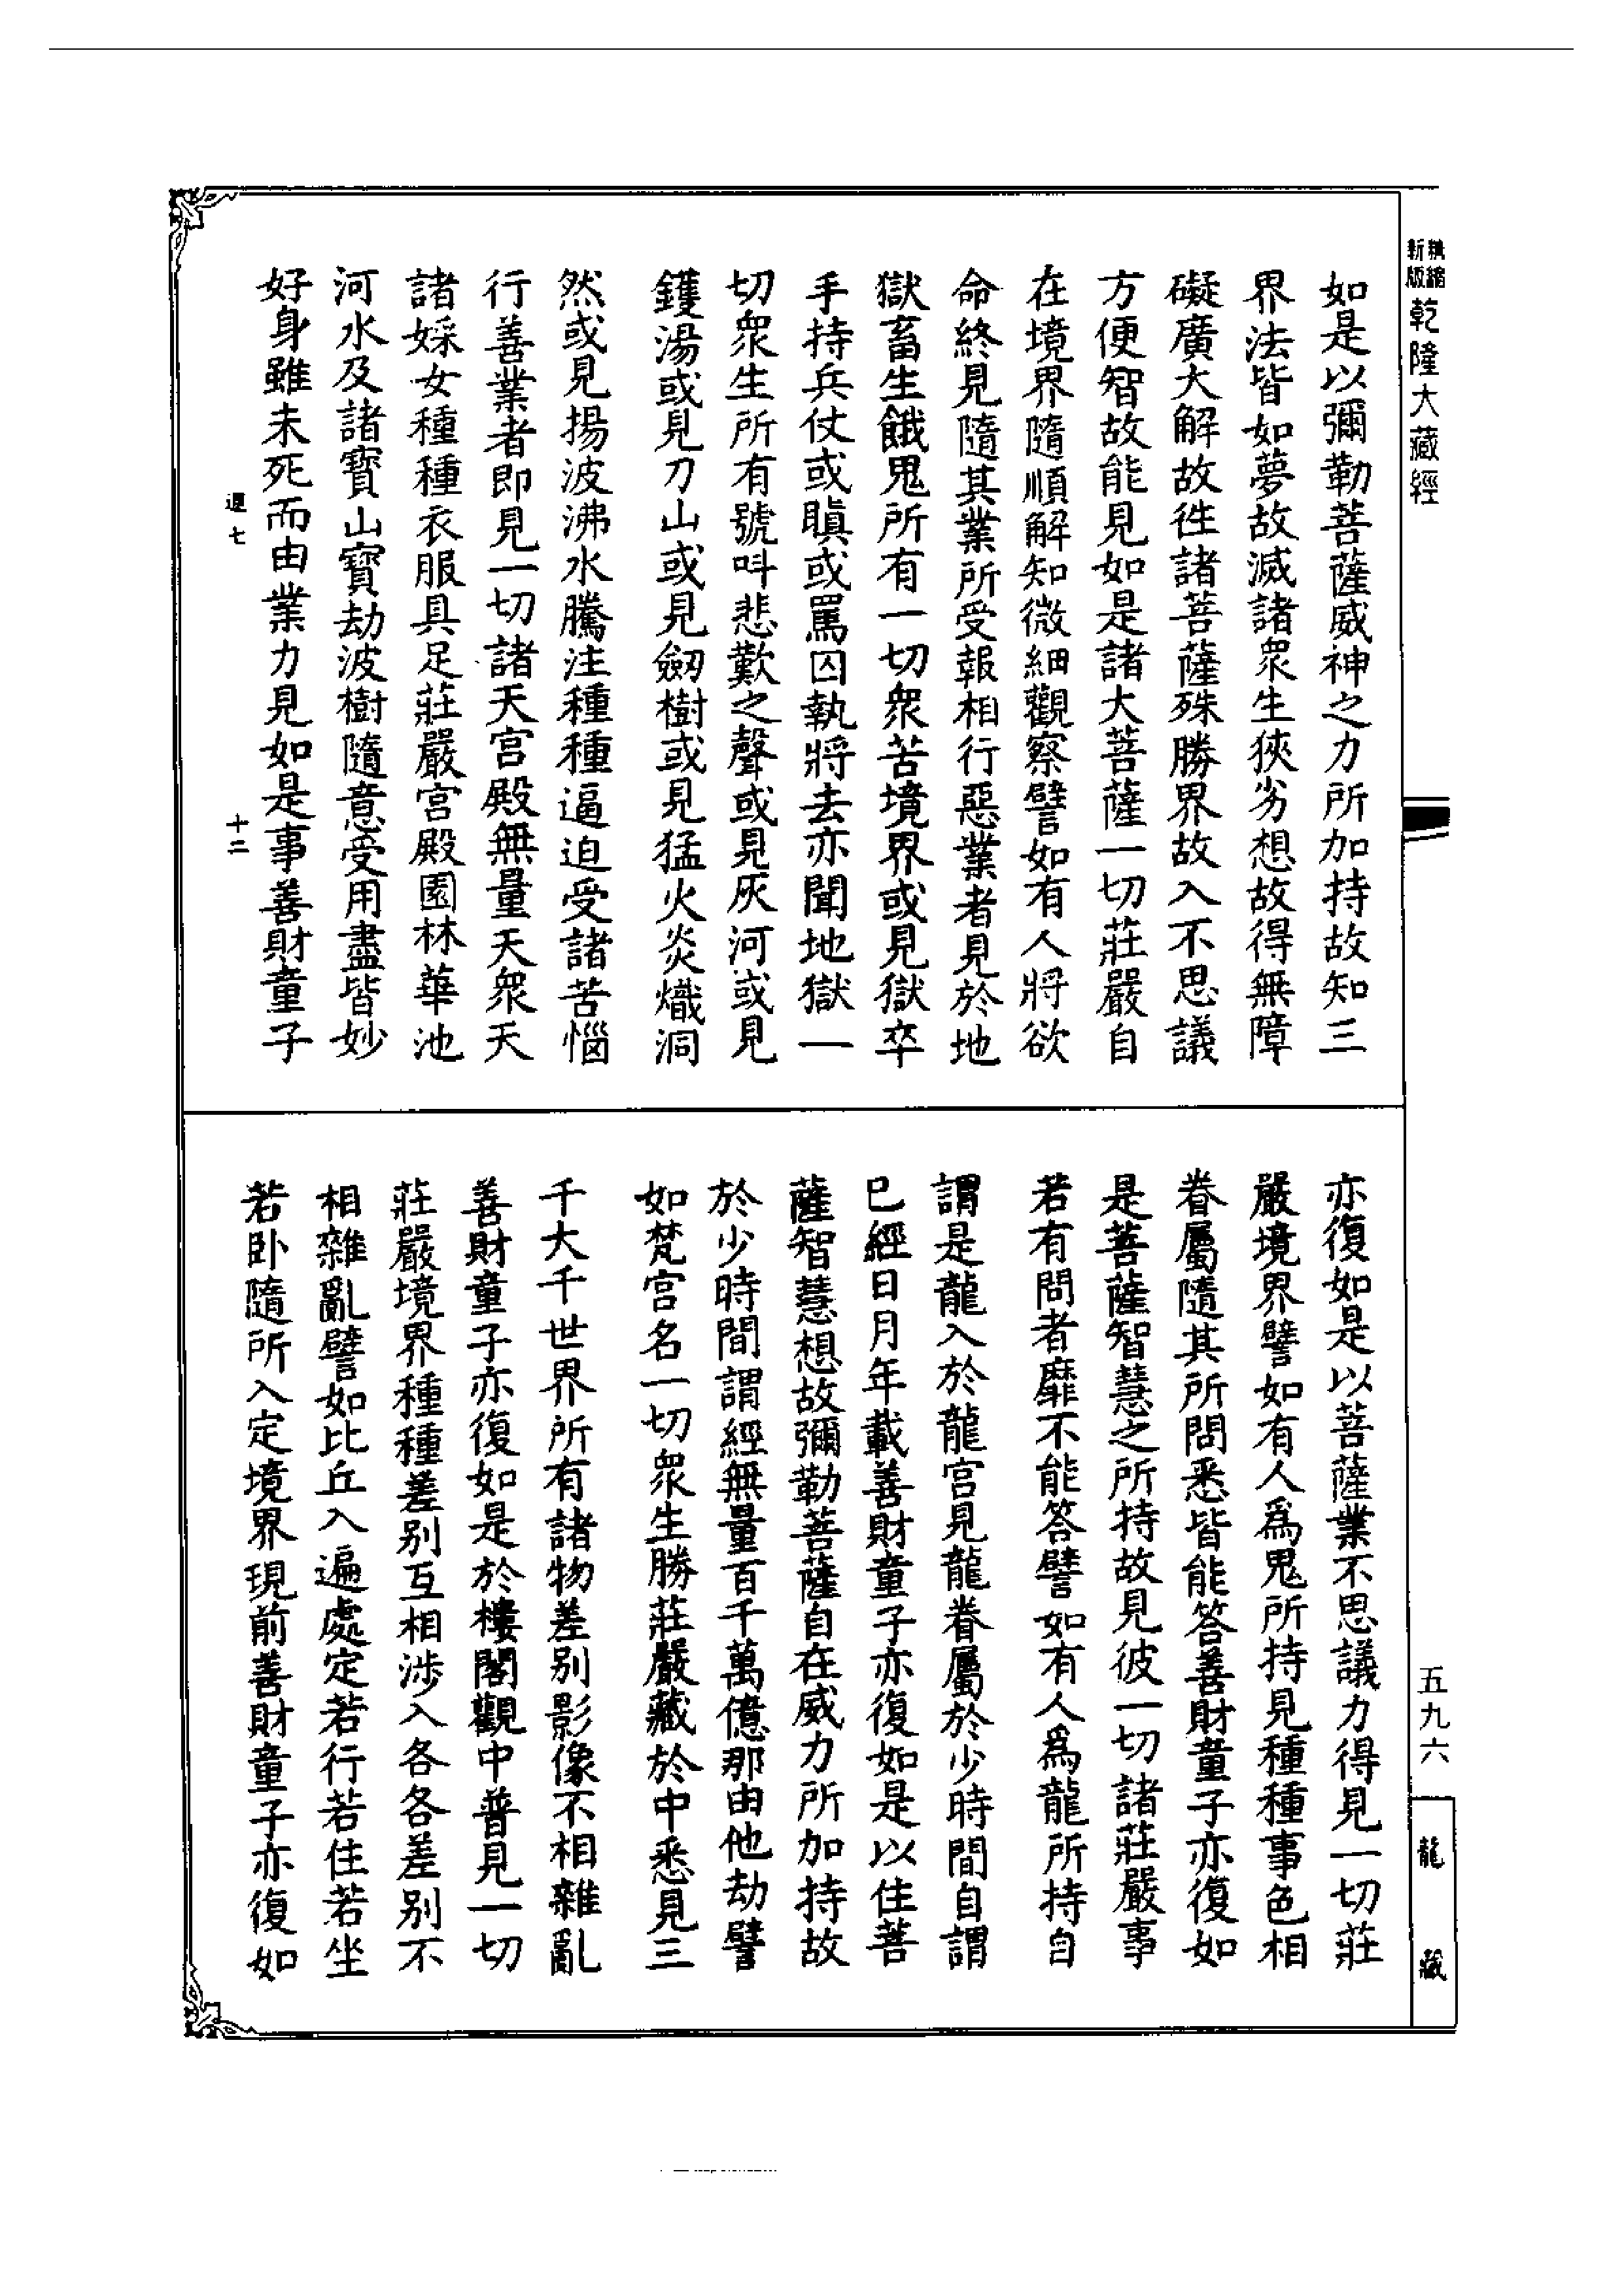 精縮新版乾隆大藏經
如是以彌勒菩薩威神之力所加持故知三
界法皆如夢故滅諸眾生狹劣想故得無障
礙廣大解故徃諸菩薩殊勝界故入不思議
方便智故能見如是諸大菩薩一切莊嚴自
在境界隨順解知微細觀察譬如有人將欲
命終見隨其業所受報相行惡業者見於地
獄畜生餓鬼所有一切衆苦境界或見獄卒
手持兵仗或瞋或罵囚執將去亦聞地獄一
切眾生所有號呌悲歎之聲或見灰河或見
鑊湯或見刀山或見劒樹或見猛火炎熾洞
然或見揚波沸水騰注種種逼迫受諸苦惱
行善業者即見一切諸天宮殿無量天眾天
諸婇女種種衣服具足莊嚴宮殿園林華池
河水及諸寶山寶劫波樹隨意受用盡皆妙
好身雖未死而由業力見如是事善財童子
遐七
十二
亦復如是以菩薩業不思議力得見一切莊
嚴境界譬如有人爲鬼所持見種種事色相
眷屬隨其所問悉皆能答善財童子亦復如
是菩薩智慧之所持故見彼一切諸莊嚴事
若有問者靡不能答譬如有人爲龍所持自
謂是龍入於龍宮見龍眷屬於少時間自謂
已經日月年載善財童子亦復如是以住菩
薩智慧想故彌勒菩薩自在威力所加持故
於少時間謂經無量百千萬億那由他劫譬
如梵宮名一切眾生勝莊嚴藏於中悉見三
千大千世界所有諸物差别影像不相雜亂
善財童子亦復如是於樓閣觀中普見一切
莊嚴境界種種差别互相涉入各各差别不
相雜亂譬如比丘入遍處定若行若住若坐
若卧隨所入定境界現前善財童子亦復如
五九六
龍藏